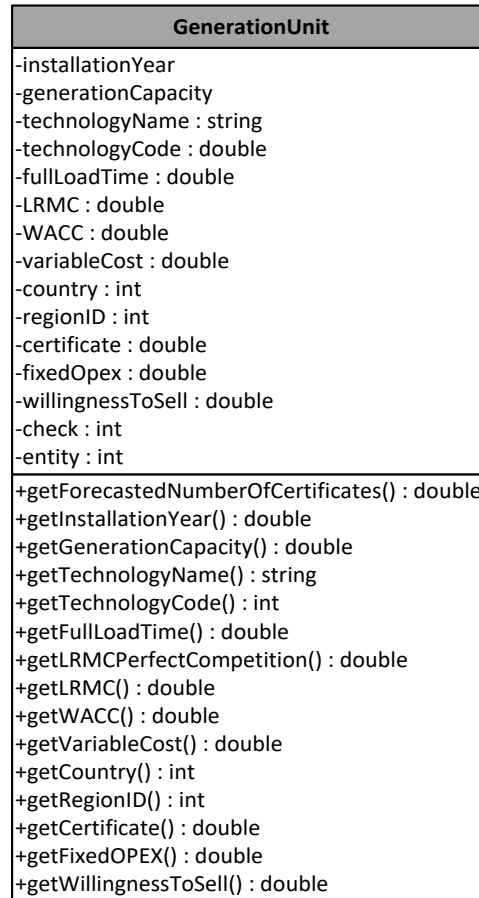 GenerationUnit
-installationYear
-generationCapacity
-technologyName : string
-technologyCode : double
-fullLoadTime : double
-LRMC : double
-WACC : double
-variableCost : double
-country : int
-regionID : int
-certificate : double
-fixedOpex : double
-willingnessToSell : double
-check : int
-entity : int
+getForecastedNumberOfCertificates() : double
+getInstallationYear() : double
+getGenerationCapacity() : double
+getTechnologyName() : string
+getTechnologyCode() : int
+getFullLoadTime() : double
+getLRMCPerfectCompetition() : double
+getLRMC() : double
+getWACC() : double
+getVariableCost() : double
+getCountry() : int
+getRegionID() : int
+getCertificate() : double
+getFixedOPEX() : double
+getWillingnessToSell() : double